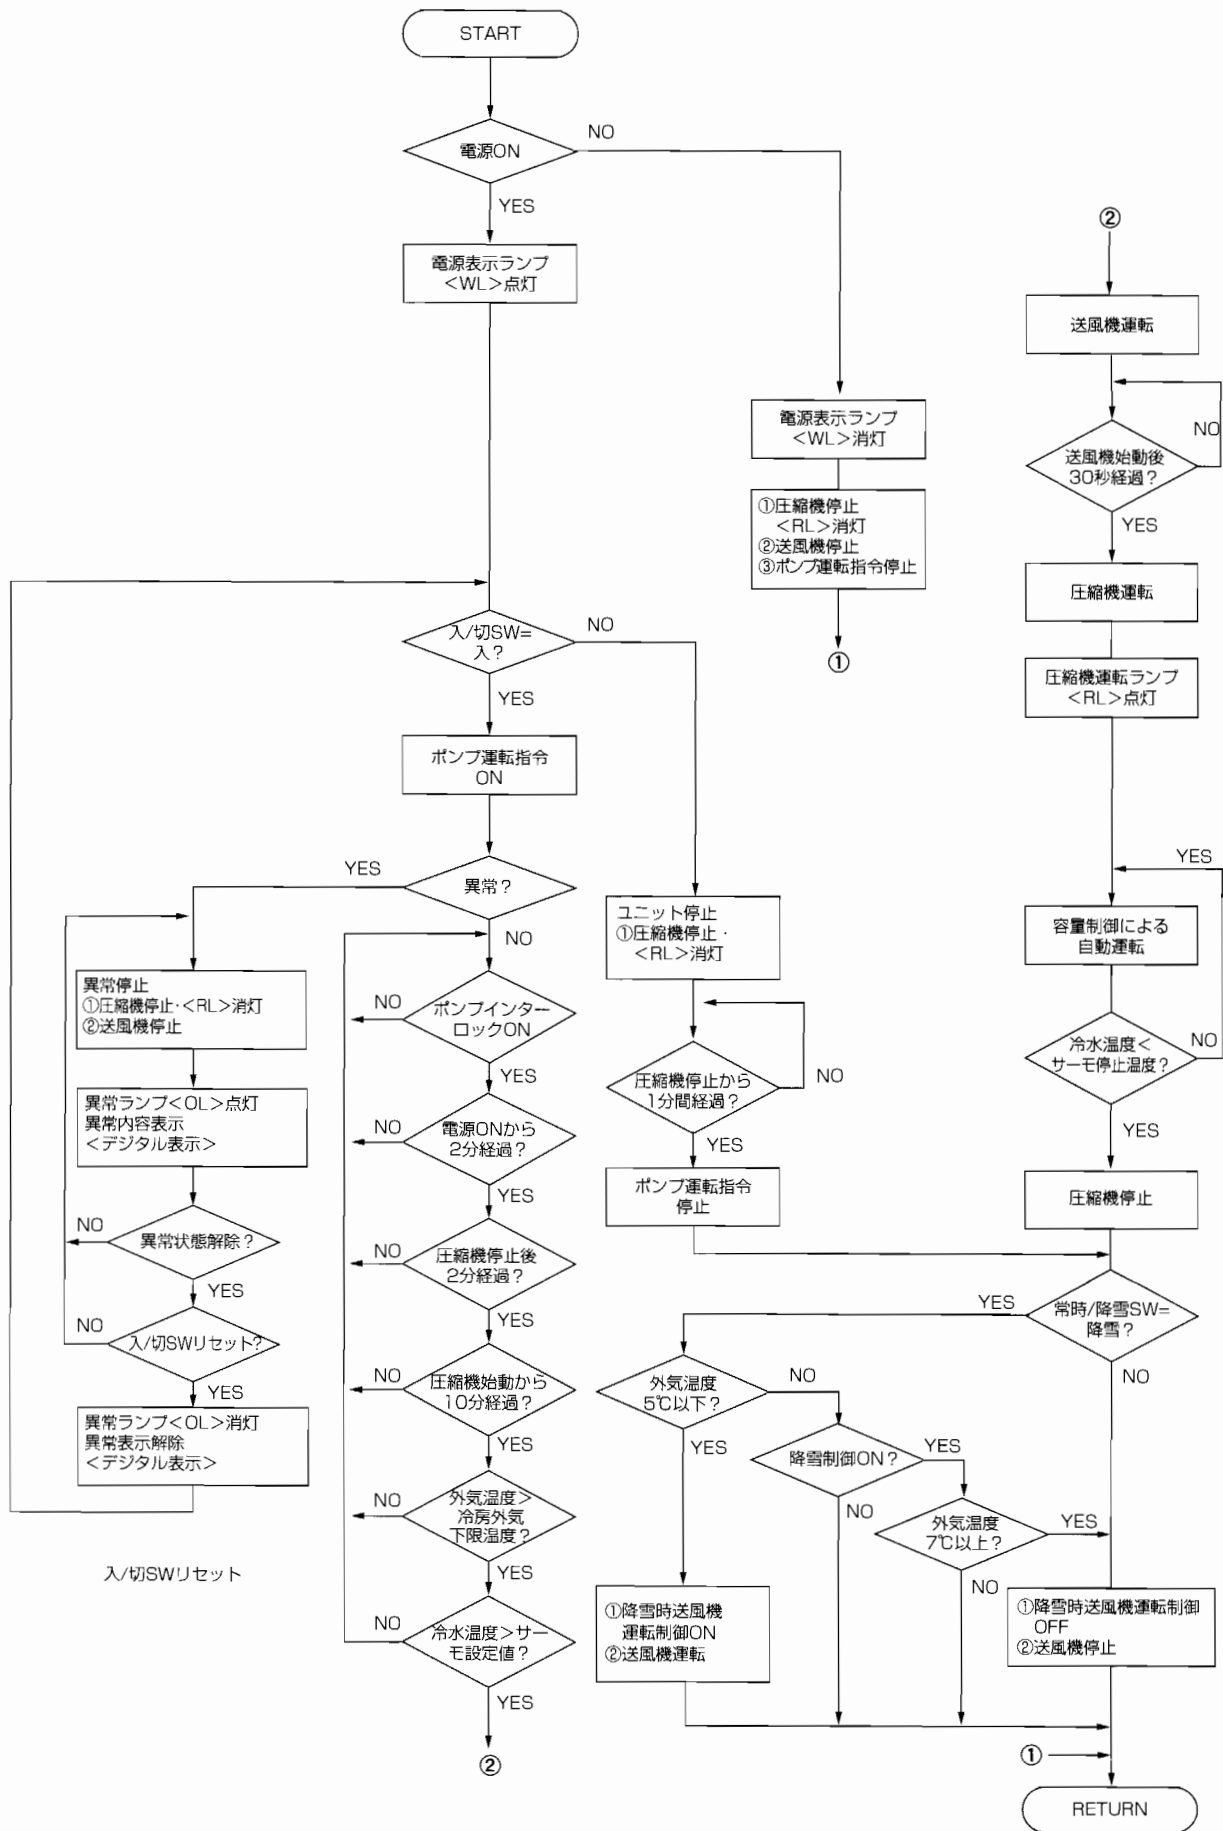 START
電源ON
NO
YES
電源表示ランプ
<WL>点灯
電源表示ランプ
<WL>消灯
①圧縮機停止
<RL>消灯
②送風機停止
③ポンプ運転指令停止
①
入/切SW=
入?
NO
YES
ポンプ運転指令
ON
異常?
YES
NO
異常停止
①圧縮機停止・<RL>消灯
②送風機停止
異常ランプ<OL>点灯
異常内容表示
<デジタル表示>
異常状態解除?
NO
YES
入/切SWリセット?
NO
YES
異常ランプ<OL>消灯
異常表示解除
<デジタル表示>
入/切SWリセット
ポンプインター
ロックON
NO
YES
電源ONから
2分経過?
NO
YES
圧縮機停止後
2分経過?
NO
YES
圧縮機始動から
10分経過?
NO
YES
外気温度>
冷房外気
下限温度?
NO
YES
冷水温度>サー
モ設定値?
NO
YES
②
ユニット停止
①圧縮機停止・
<RL>消灯
圧縮機停止から
1分間経過?
NO
YES
ポンプ運転指令
停止
②
送風機運転
送風機始動後
30秒経過?
NO
YES
圧縮機運転
圧縮機運転ランプ
<RL>点灯
YES
容量制御による
自動運転
冷水温度<
サーモ停止温度?
NO
YES
圧縮機停止
常時/降雪SW=
降雪?
YES
NO
外気温度
5℃以下?
NO
YES
降雪制御ON?
YES
NO
外気温度
7℃以上?
YES
NO
①降雪時送風機
運転制御ON
②送風機運転
①降雪時送風機運転制御
OFF
②送風機停止
①
RETURN